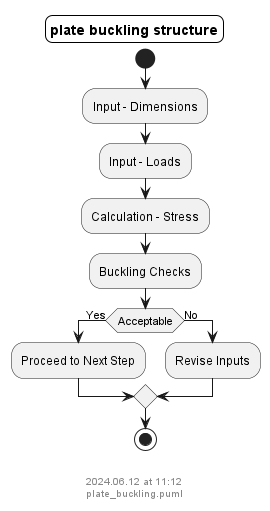 plate buckling structure
Input - Dimensions
Input - Loads
Calculation - Stress
Buckling Checks
Yes
Acceptable
No
Proceed to Next Step
Revise Inputs
2024.06.12 at 11:12
plate_buckling.puml